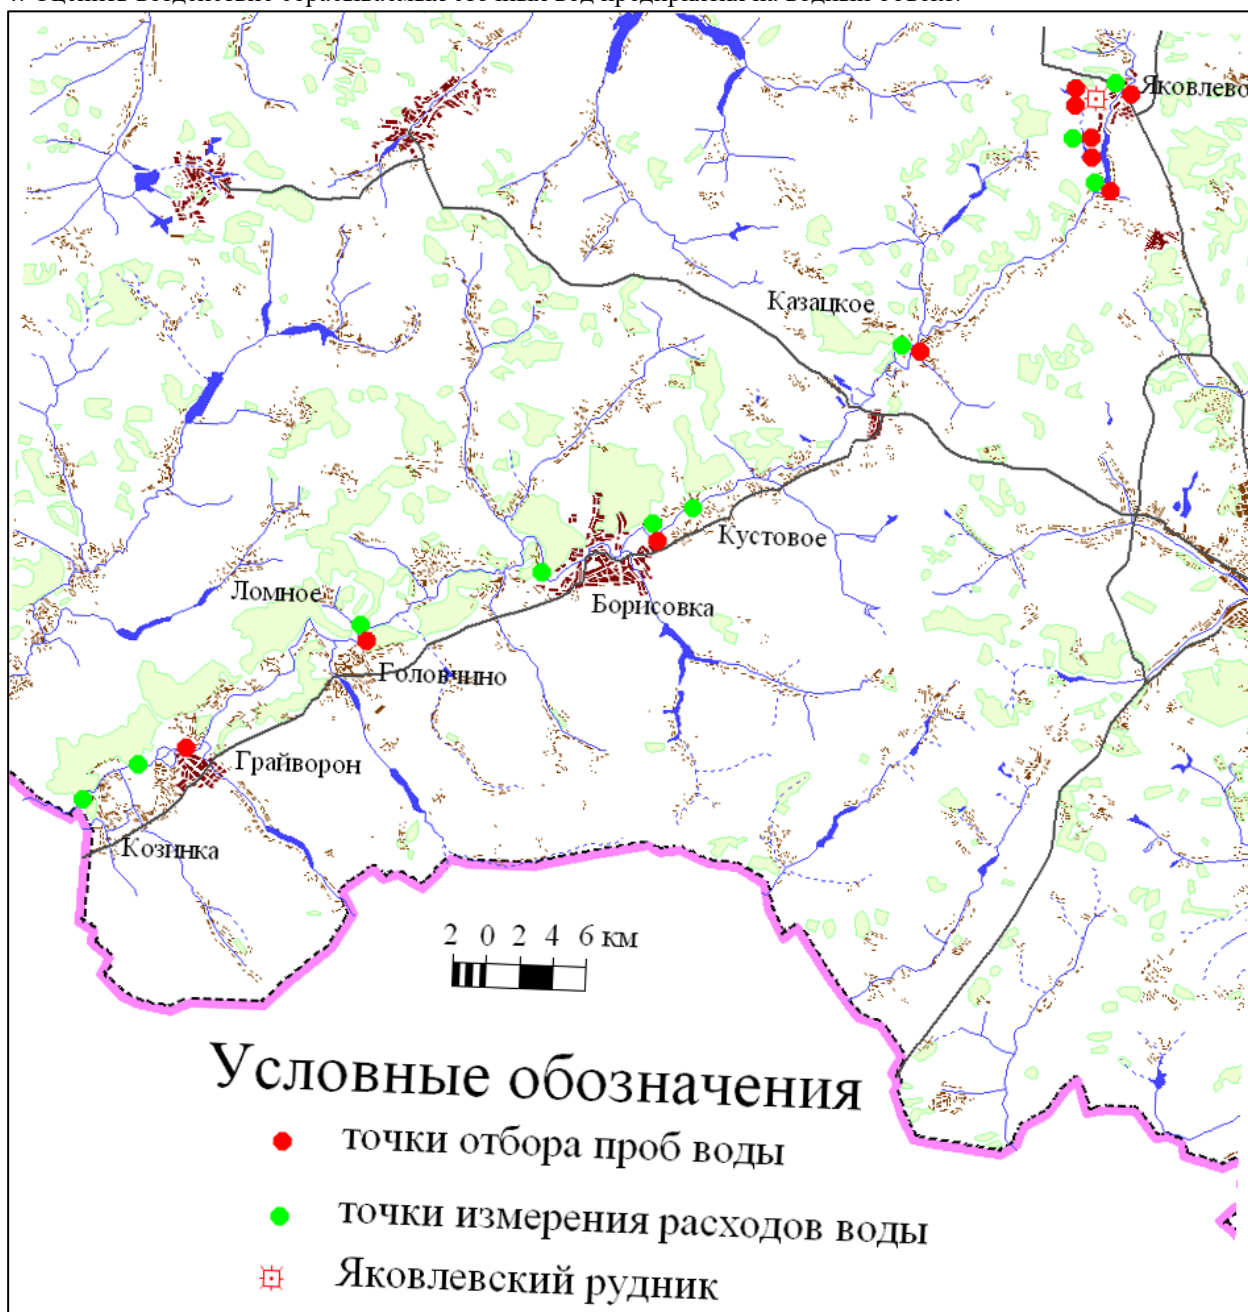 Яковлево
Казацкое
Кустовое
Ломное
Борисовка
Головчино
Грайворон
Козинка
2 0 2 4 6 км
Условные обозначения
точки отбора проб воды
точки измерения расходов воды
Яковлевский рудник